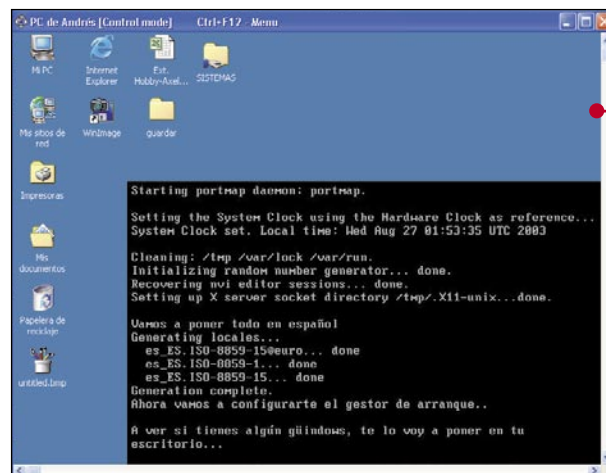 PC de Andrés [Control mode] Ctrl+F12 - Menu
Mi PC
Internet
Explorer
Ext.
Hobby-Axel...
SISTEMAS
Mis sitios de
red
WinImage
guardar
Impresoras
Mis
documentos
Papelera de
reciclaje
untitled.bmp
Starting portmap daemon: portmap.
Setting the System Clock using the Hardware Clock as reference...
System Clock set. Local time: Wed Aug 27 01:53:35 UTC 2003
Cleaning: /tmp /var/lock /var/run.
Initializing random number generator... done.
Recovering nvi editor sessions... done.
Setting up X server socket directory /tmp/.X11-unix...done.
Vamos a poner todo en español
Generating locales...
es_ES.ISO-8859-15@euro... done
es_ES.ISO-8859-1... done
es_ES.ISO-8859-15... done
Generation complete.
Ahora vamos a configurarte el gestor de arranque..
A ver si tienes algún güindows, te lo voy a poner en tu
escritorio...